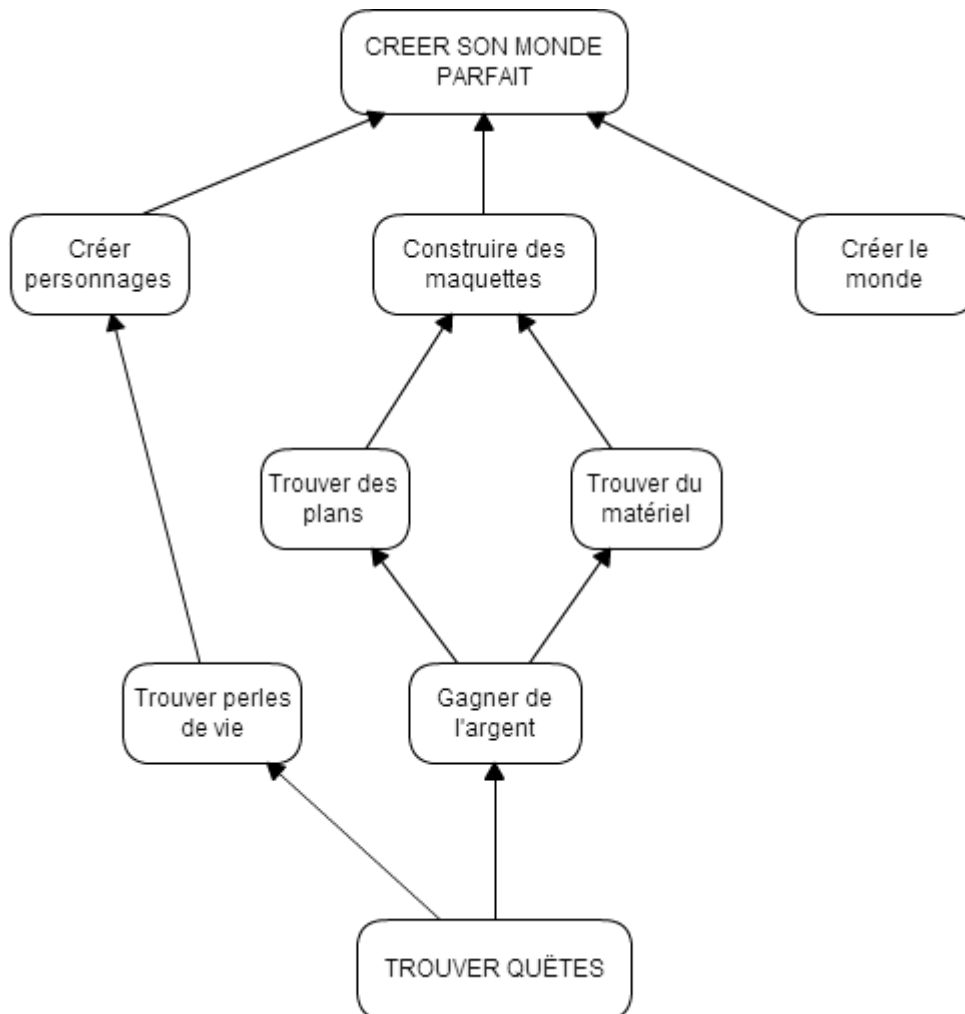 CREER SON MONDE
PARFAIT
Créer
personnages
Construire des
maquettes
Créer le
monde
Trouver des
plans
Trouver du
matériel
Trouver perles
de vie
Gagner de
l'argent
TROUVER QUËTES